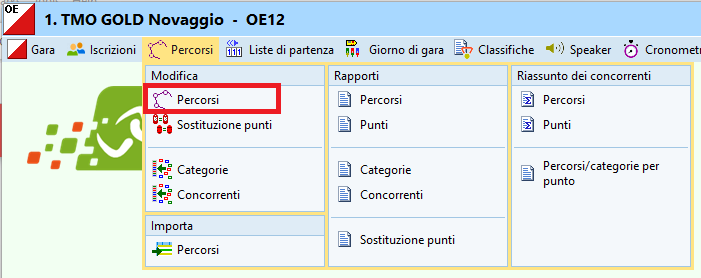 OE
1. TMO GOLD Novaggio - OE12
Gara Iscrizioni Percorsi Liste di partenza Giorno di gara Classifiche Speaker Cronomet
Modifica
Percorsi
Sostituzione punti
Categorie
Concorrenti
Importa
Percorsi
Rapporti
Percorsi
Punti
Categorie
Concorrenti
Sostituzione punti
Riassunto dei concorrenti
Percorsi
Punti
Percorsi/categorie per
punto